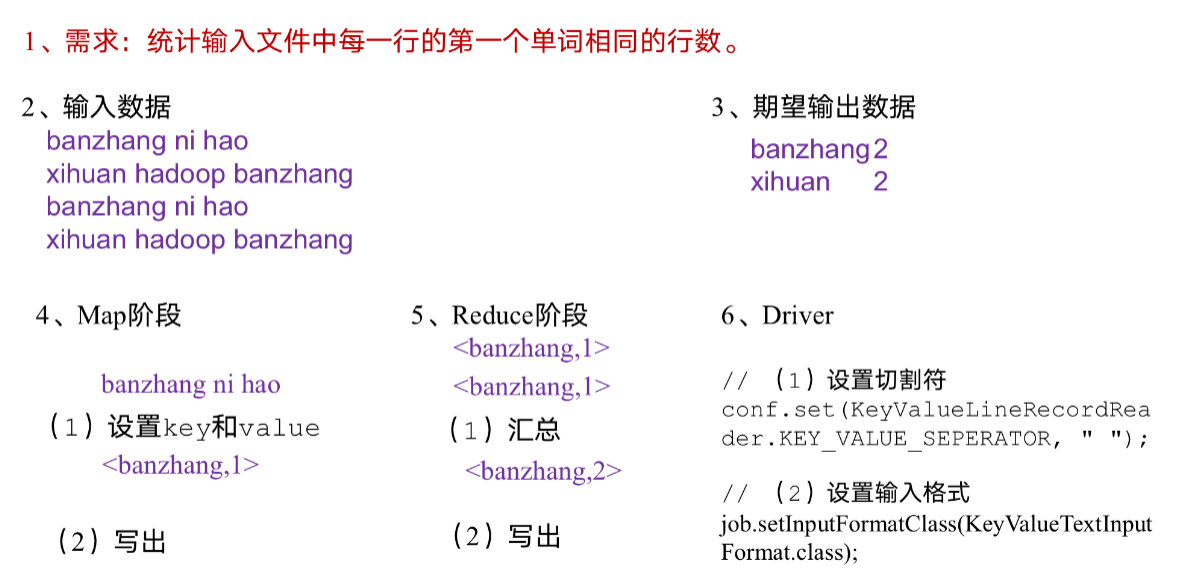 1、需求：统计输入文件中每一行的第一个单词相同的行数。
2、输入数据
banzhang ni hao
xihuan hadoop banzhang
banzhang ni hao
xihuan hadoop banzhang
3、期望输出数据
banzhang 2
xihuan 2
4、Map阶段
banzhang ni hao
（1）设置key和value
<banzhang,1>
（2）写出
5、Reduce阶段
<banzhang,1>
<banzhang,1>
（1）汇总
<banzhang,2>
（2）写出
6、Driver
// （1）设置切割符
conf.set(KeyValueLineRecordRea
der.KEY_VALUE_SEPERATOR, " ");
// （2）设置输入格式
job.setInputFormatClass(KeyValueTextInput
Format.class);